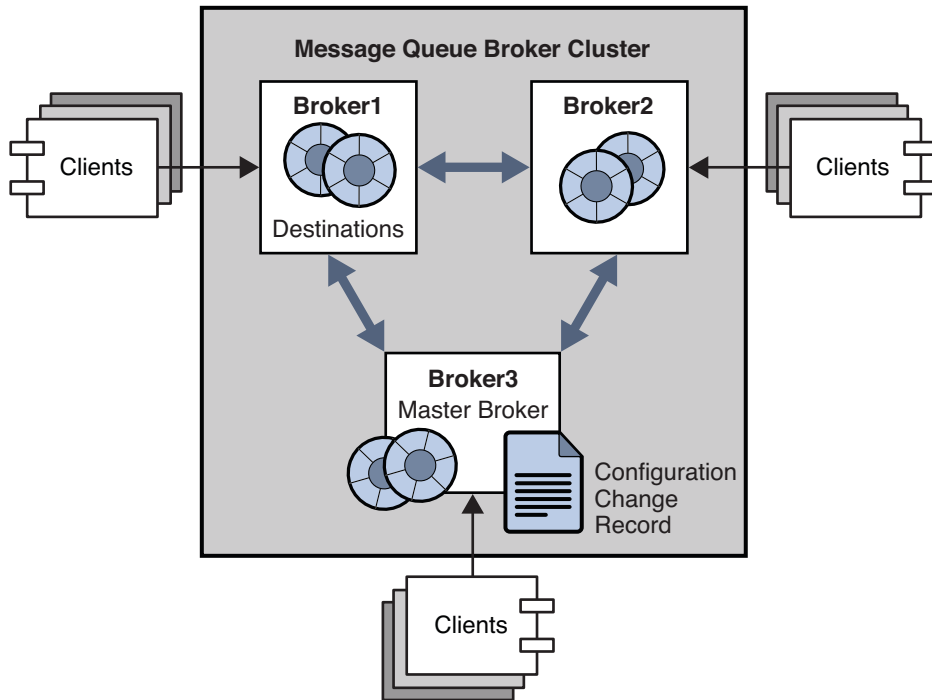 Message Queue Broker Cluster
Broker1
Broker2
Clients
Clients
Destinations
Broker3
Master Broker
Configuration
Change
Record
Clients